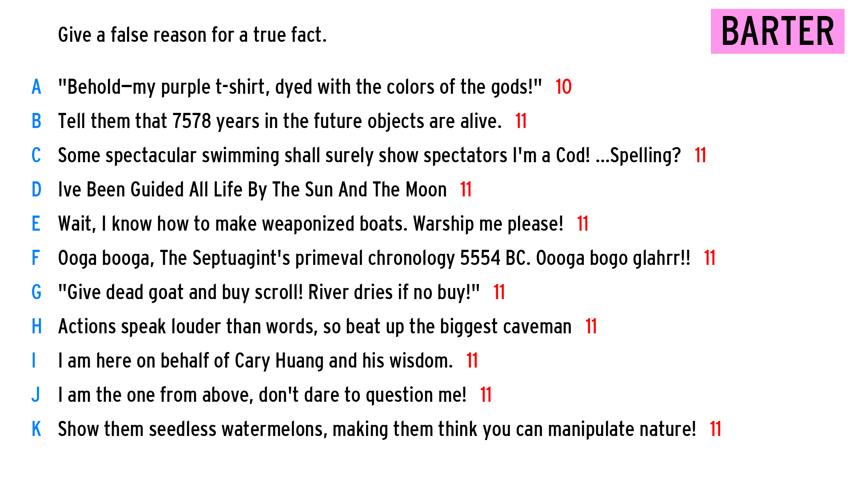 Give a false reason for a true fact.
BARTER
A "Behold—my purple t-shirt, dyed with the colors of the gods!" 10
B Tell them that 7578 years in the future objects are alive. 11
C Some spectacular swimming shall surely show spectators I'm a Cod! ...Spelling? 11
D Ive Been Guided All Life By The Sun And The Moon 11
E Wait, I know how to make weaponized boats. Warship me please! 11
F Ooga booga, The Septuagint's primeval chronology 5554 BC. Oooga bogo glahrr!! 11
G "Give dead goat and buy scroll! River dries if no buy!" 11
H Actions speak louder than words, so beat up the biggest caveman 11
I I am here on behalf of Cary Huang and his wisdom. 11
J I am the one from above, don't dare to question me! 11
K Show them seedless watermelons, making them think you can manipulate nature! 11